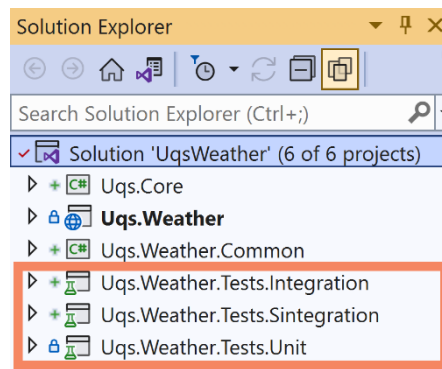 Solution Explorer
Search Solution Explorer (Ctrl+;)
Solution 'UqsWeather' (6 of 6 projects)
C# Uqs.Core
Uqs.Weather
C# Uqs.Weather.Common
Uqs.Weather.Tests.Integration
Uqs.Weather.Tests.Sintegration
Uqs.Weather.Tests.Unit